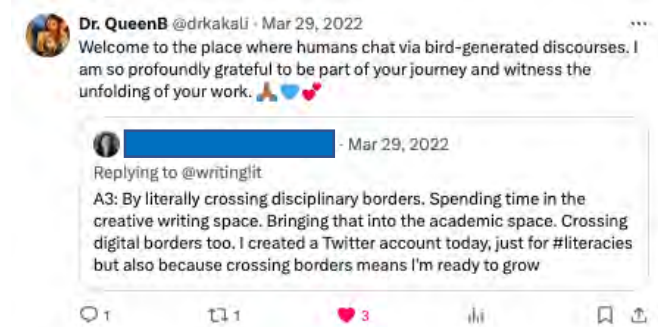 Dr. QueenB @drkakali · Mar 29, 2022
Welcome to the place where humans chat via bird-generated discourses. I
am so profoundly grateful to be part of your journey and witness the
unfolding of your work. 🙏🏾💙💕
· Mar 29, 2022
Replying to @writinglit
A3: By literally crossing disciplinary borders. Spending time in the
creative writing space. Bringing that into the academic space. Crossing
digital borders too. I created a Twitter account today, just for #literacies
but also because crossing borders means I'm ready to grow
1 1 3